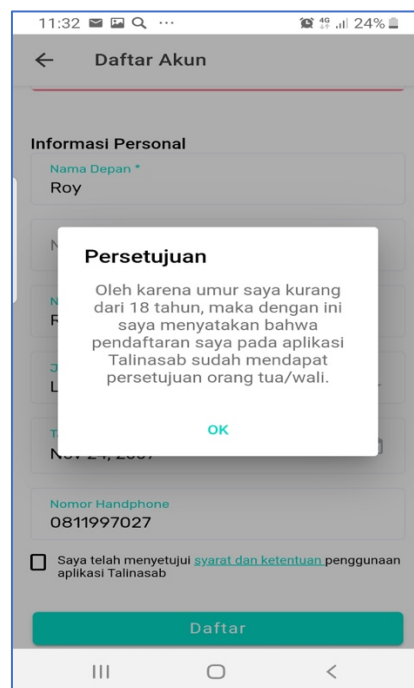 11:32 ... 4G 24%
Daftar Akun
Informasi Personal
Nama Depan *
Roy
Persetujuan
Oleh karena umur saya kurang
dari 18 tahun, maka dengan ini
saya menyatakan bahwa
pendaftaran saya pada aplikasi
Talinasab sudah mendapat
persetujuan orang tua/wali.
OK
Nomor Handphone
0811997027
Saya telah menyetujui syarat dan ketentuan penggunaan
aplikasi Talinasab
Daftar